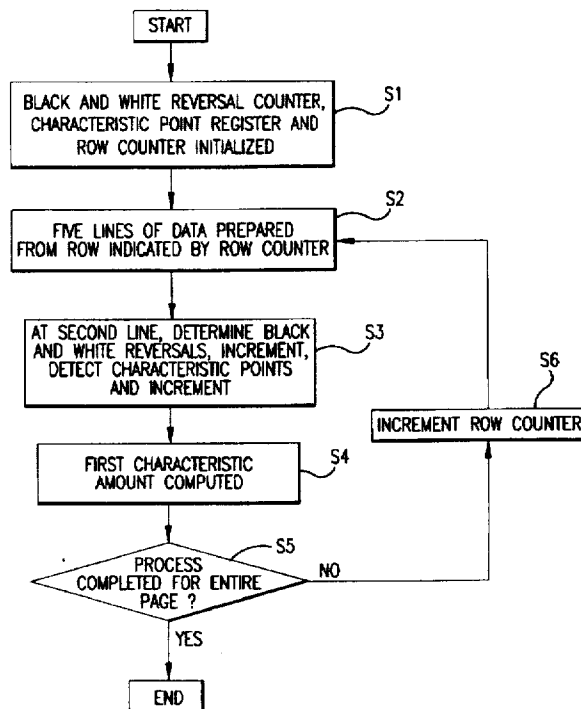 START
S1
BLACK AND WHITE REVERSAL COUNTER,
CHARACTERISTIC POINT REGISTER AND
ROW COUNTER INITIALIZED
S2
FIVE LINES OF DATA PREPARED
FROM ROW INDICATED BY ROW COUNTER
S3
AT SECOND LINE, DETERMINE BLACK
AND WHITE REVERSALS, INCREMENT,
DETECT CHARACTERISTIC POINTS
AND INCREMENT
S6
INCREMENT ROW COUNTER
S4
FIRST CHARACTERISTIC
AMOUNT COMPUTED
S5
PROCESS
COMPLETED FOR ENTIRE
PAGE ?
NO
YES
END